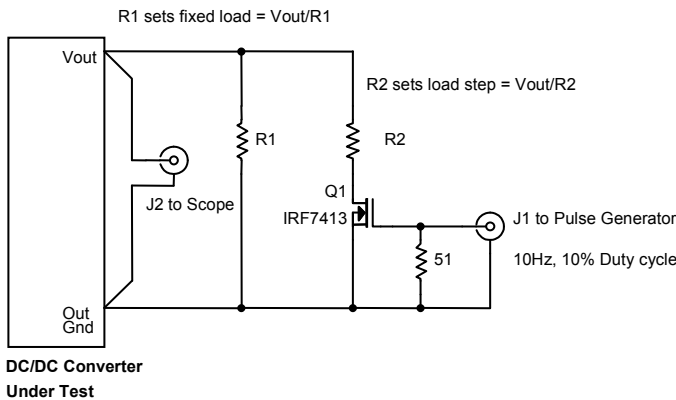 R1 sets fixed load = Vout/R1
Vout
R2 sets load step = Vout/R2
R1
R2
Q1
J2 to Scope
IRF7413
J1 to Pulse Generator
51
10Hz, 10% Duty cycle
Out
Gnd
DC/DC Converter
Under Test